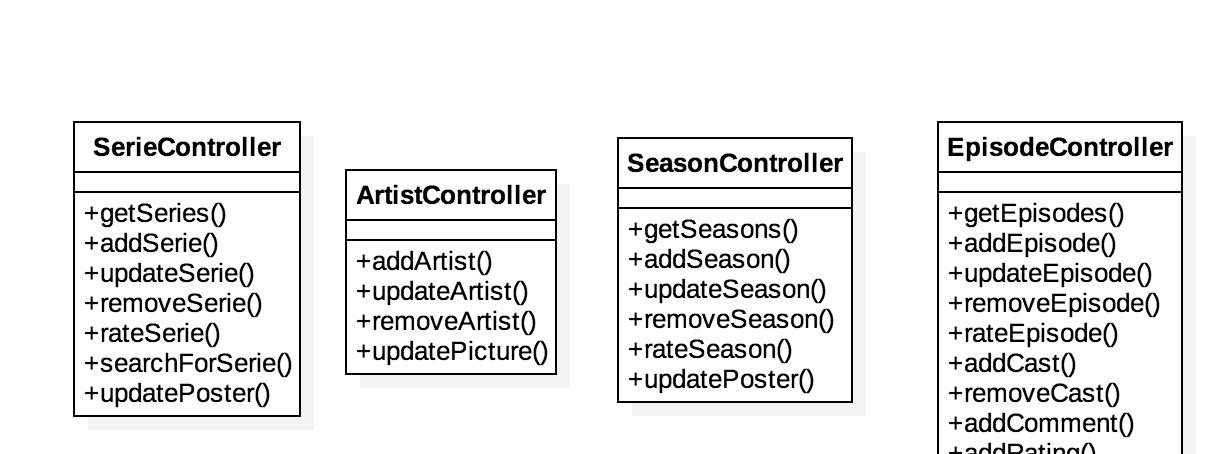 SerieController
+getSeries()
+addSerie()
+updateSerie()
+removeSerie()
+rateSerie()
+searchForSerie()
+updatePoster()
ArtistController
+addArtist()
+updateArtist()
+removeArtist()
+updatePicture()
SeasonController
+getSeasons()
+addSeason()
+updateSeason()
+removeSeason()
+rateSeason()
+updatePoster()
EpisodeController
+getEpisodes()
+addEpisode()
+updateEpisode()
+removeEpisode()
+rateEpisode()
+addCast()
+removeCast()
+addComment()
+addRating()